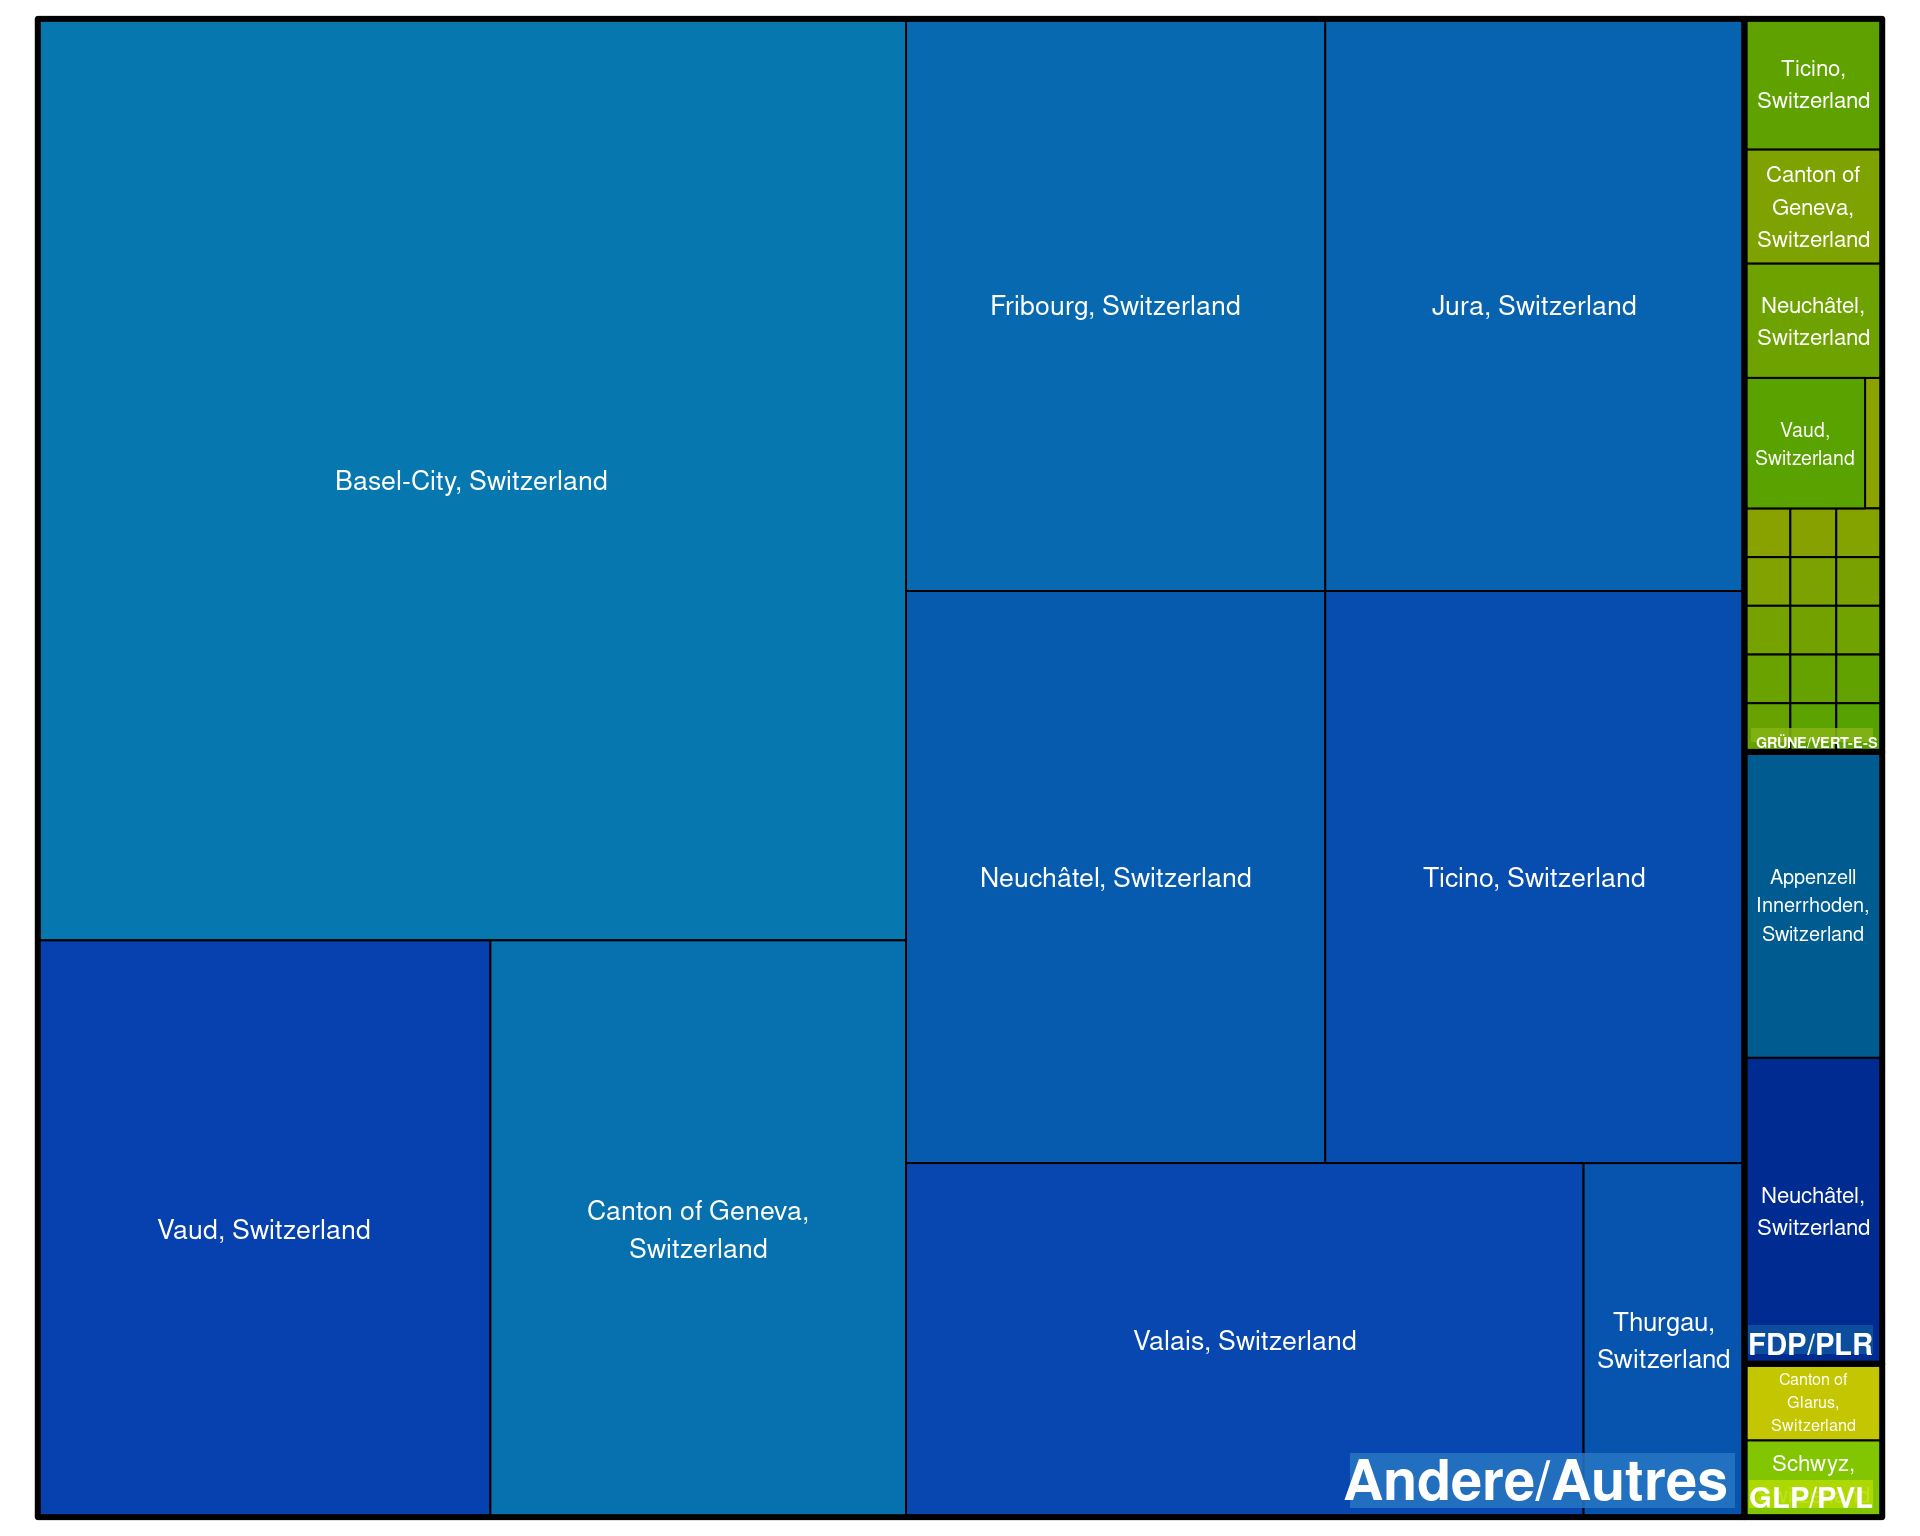 Basel-City, Switzerland
Fribourg, Switzerland
Jura, Switzerland
Neuchâtel, Switzerland
Ticino, Switzerland
Vaud, Switzerland
Canton of Geneva,
Switzerland
Valais, Switzerland
Thurgau,
Switzerland
Andere/Autres
Ticino,
Switzerland
Canton of
Geneva,
Switzerland
Neuchâtel,
Switzerland
Vaud,
Switzerland
GRÜNE/VERT-E-S
Appenzell
Innerrhoden,
Switzerland
Neuchâtel,
Switzerland
FDP/PLR
Canton of
Glarus,
Switzerland
Schwyz,
GLP/PVL